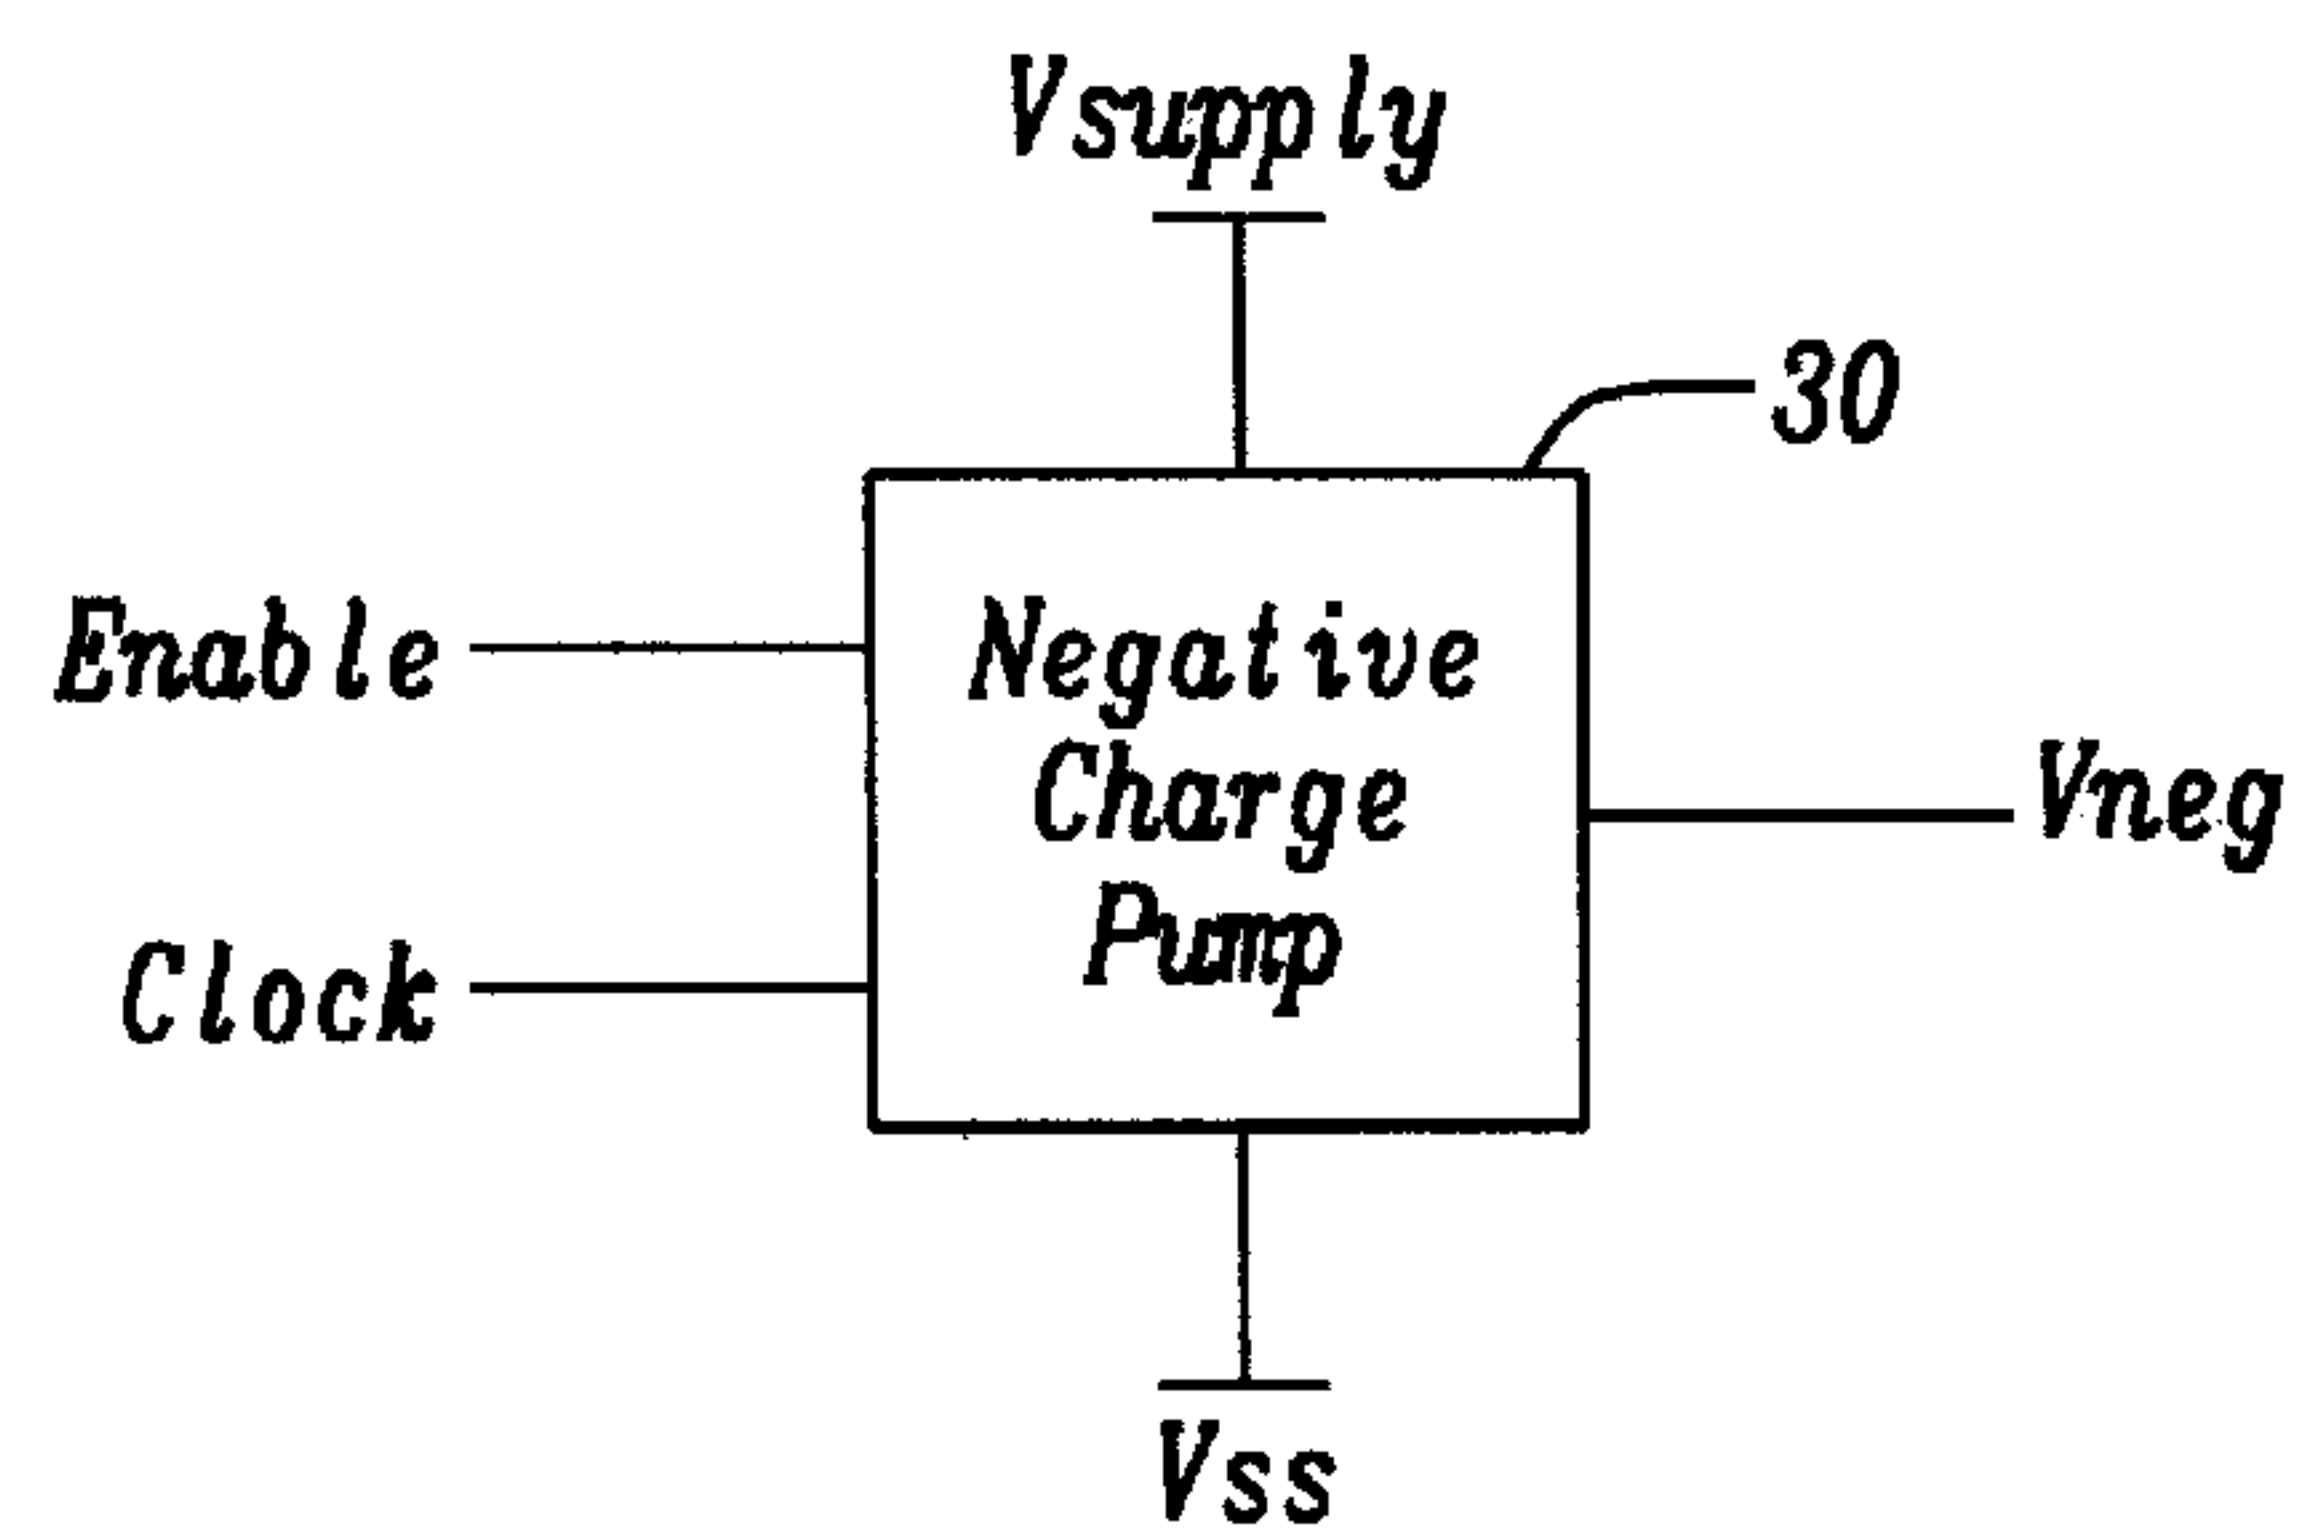 Vsupply
30
Enable
Negative
Charge
Pump
Vneg
Clock
Vss